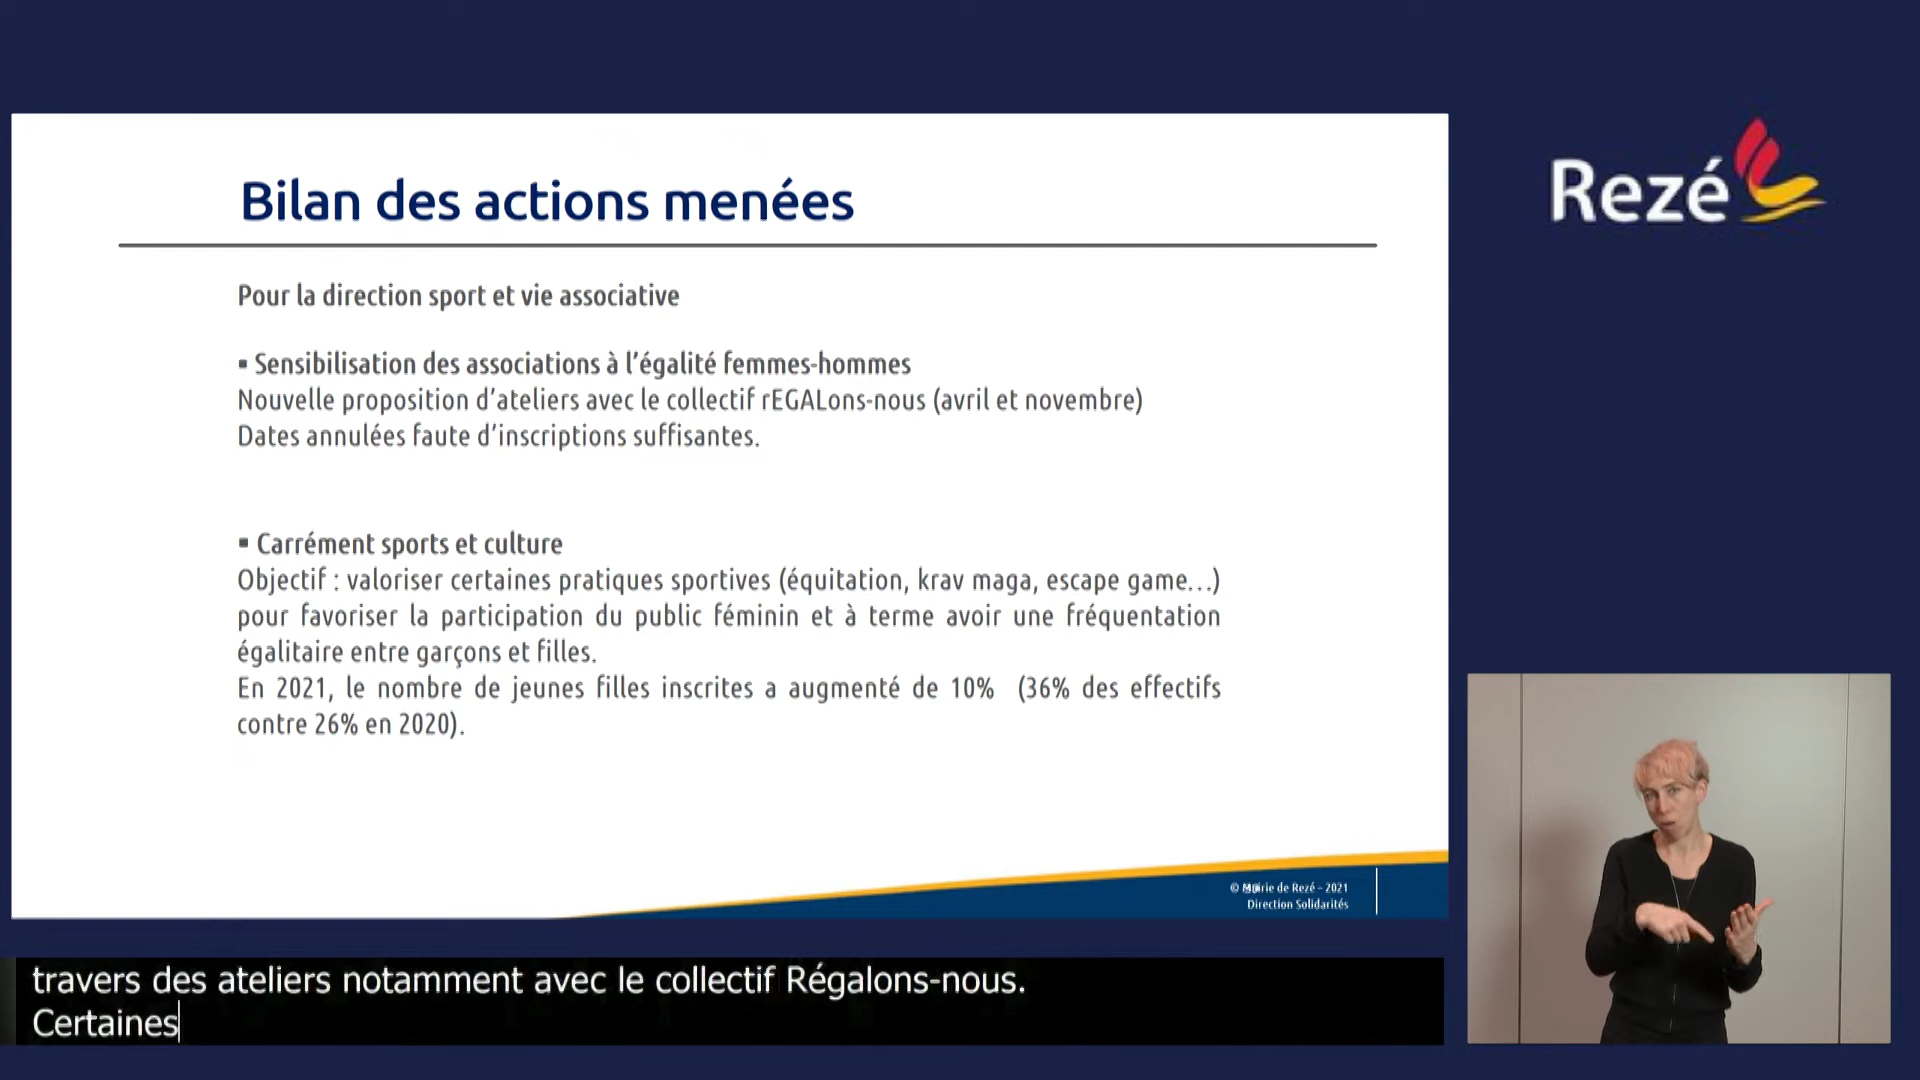 Bilan des actions menées
Rezé
Pour la direction sport et vie associative
▪ Sensibilisation des associations à l’égalité femmes-hommes
Nouvelle proposition d’ateliers avec le collectif rEGALons-nous (avril et novembre)
Dates annulées faute d’inscriptions suffisantes.
▪ Carrément sports et culture
Objectif : valoriser certaines pratiques sportives (équitation, krav maga, escape game…)
pour favoriser la participation du public féminin et à terme avoir une fréquentation
égalitaire entre garçons et filles.
En 2021, le nombre de jeunes filles inscrites a augmenté de 10% (36% des effectifs
contre 26% en 2020).
© Mairie de Rezé – 2021
Direction Solidarités
travers des ateliers notamment avec le collectif Régalons-nous.
Certaines